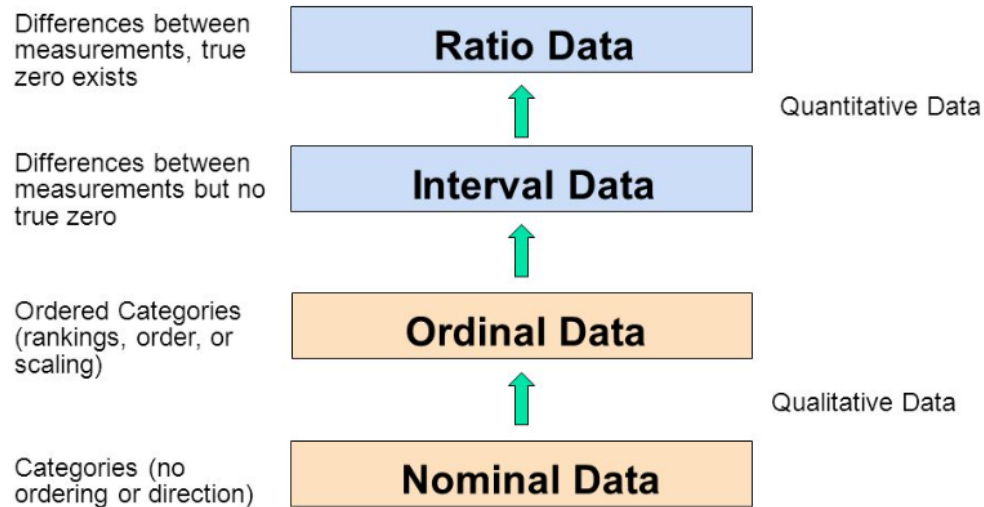 Differences between
measurements, true
zero exists
Ratio Data
Quantitative Data
Differences between
measurements but no
true zero
Interval Data
Ordered Categories
(rankings, order, or
scaling)
Ordinal Data
Qualitative Data
Categories (no
ordering or direction)
Nominal Data